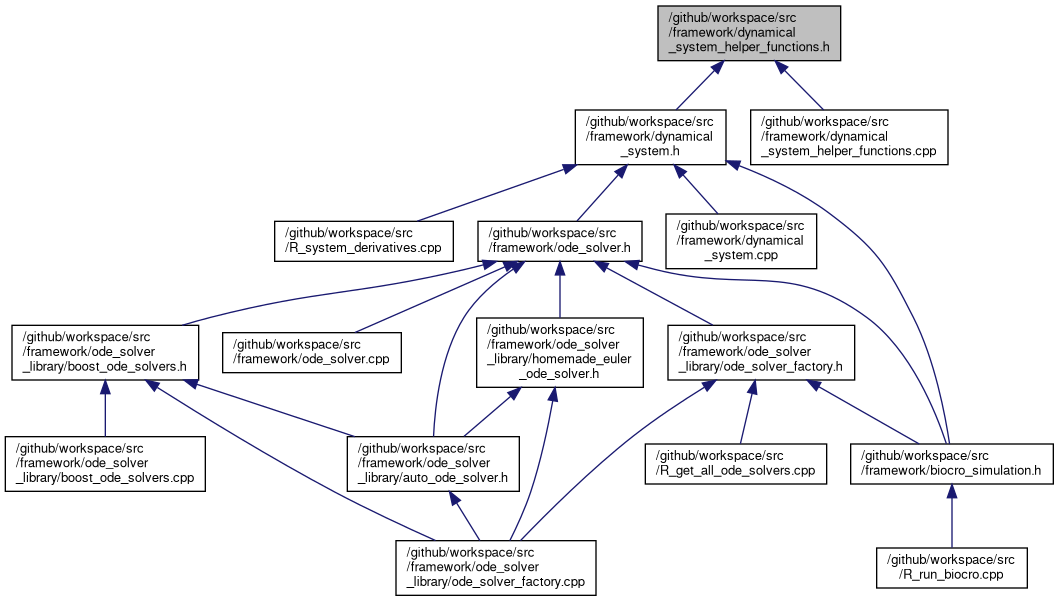 /github/workspace/src
/framework/dynamical
_system_helper_functions.h
/github/workspace/src
/framework/dynamical
_system.h
/github/workspace/src
/framework/dynamical
_system_helper_functions.cpp
/github/workspace/src
/R_system_derivatives.cpp
/github/workspace/src
/framework/ode_solver.h
/github/workspace/src
/framework/dynamical
_system.cpp
/github/workspace/src
/framework/ode_solver
_library/boost_ode_solvers.h
/github/workspace/src
/framework/ode_solver.cpp
/github/workspace/src
/framework/ode_solver
_library/homemade_euler
_ode_solver.h
/github/workspace/src
/framework/ode_solver
_library/ode_solver_factory.h
/github/workspace/src
/framework/ode_solver
_library/boost_ode_solvers.cpp
/github/workspace/src
/framework/ode_solver
_library/auto_ode_solver.h
/github/workspace/src
/R_get_all_ode_solvers.cpp
/github/workspace/src
/framework/biocro_simulation.h
/github/workspace/src
/framework/ode_solver
_library/ode_solver_factory.cpp
/github/workspace/src
/R_run_biocro.cpp